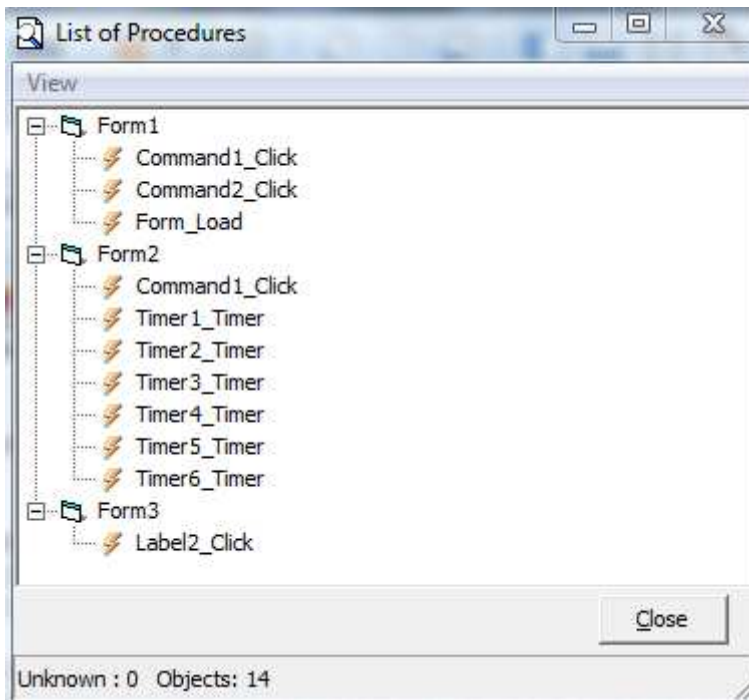 List of Procedures
View
Form1
Command1_Click
Command2_Click
Form_Load
Form2
Command1_Click
Timer1_Timer
Timer2_Timer
Timer3_Timer
Timer4_Timer
Timer5_Timer
Timer6_Timer
Form3
Label2_Click
Close
Unknown : 0 Objects: 14